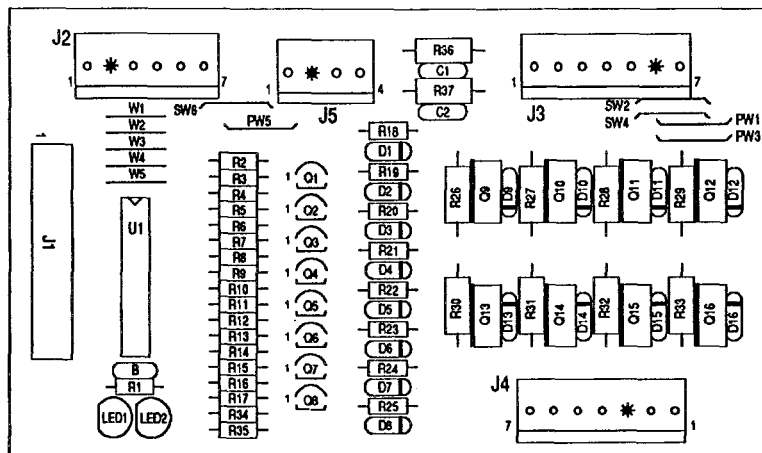 J2
1
7
SW6
PW5
1
4
J5
R36
C1
R37
C2
1
7
J3
SW2
SW4
PW1
PW3
W1
W2
W3
W4
W5
1
J1
U1
B
R1
LED1
LED2
R2
R3
R4
R5
R6
R7
R8
R9
R10
R11
R12
R13
R14
R15
R16
R17
R34
R35
1
Q1
1
Q2
1
Q3
1
Q4
1
Q5
1
Q6
1
Q7
1
Q8
R18
D1
R19
D2
R20
D3
R21
D4
R22
D5
R23
D6
R24
D7
R25
D8
R26
Q9
D9
R27
Q10
D10
R28
Q11
D11
R29
Q12
D12
R30
Q13
D13
R31
Q14
D14
R32
Q15
D15
R33
Q16
D16
J4
7
1